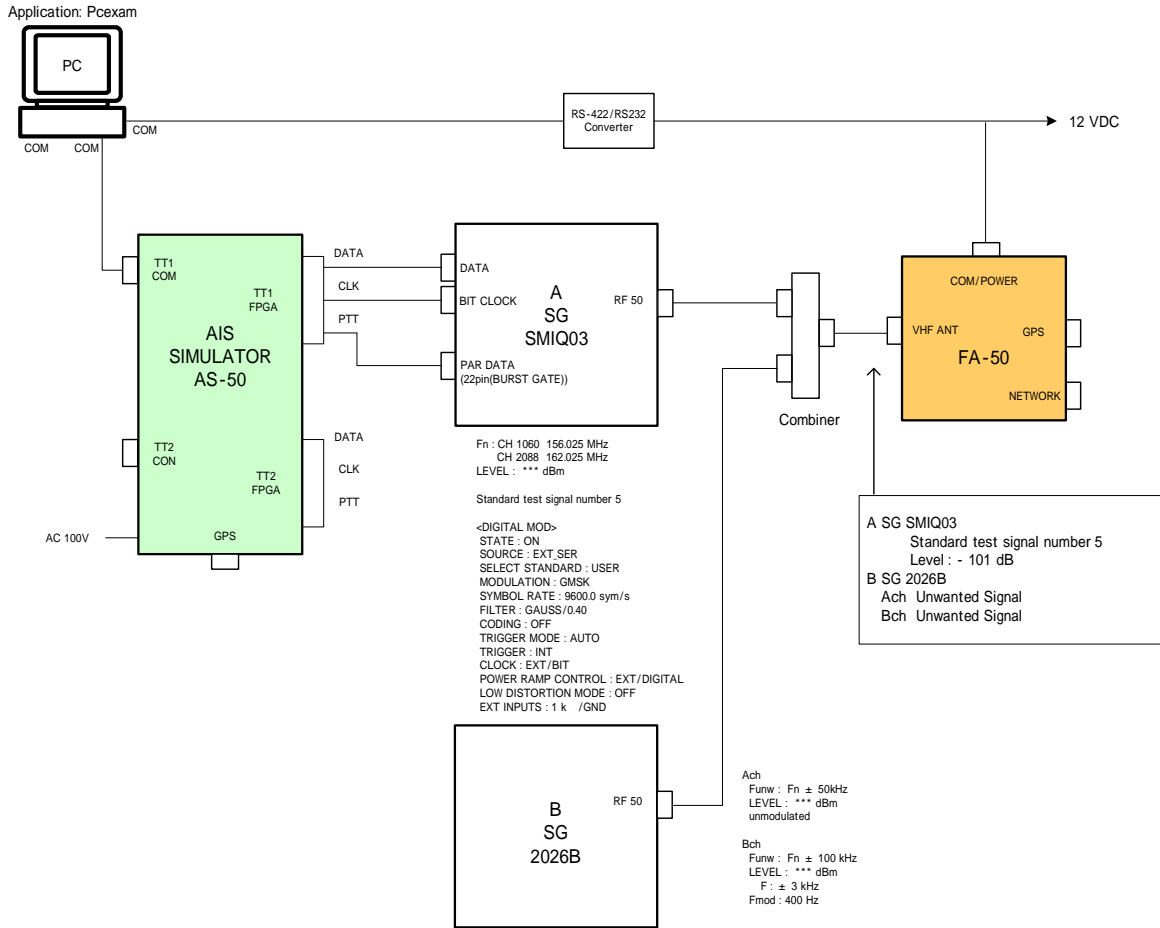 Application: Pcexam
PC
COM
COM
COM
RS-422/RS232
Converter
12 VDC
TT1
COM
TT1
FPGA
AIS
SIMULATOR
AS-50
TT2
CON
TT2
FPGA
GPS
AC 100V
DATA
CLK
PTT
DATA
CLK
PTT
DATA
BIT CLOCK
PAR DATA
(22pin(BURST GATE))
A
SG
SMIQ03
RF 50
Combiner
COM/POWER
VHF ANT
GPS
FA-50
NETWORK
Fn : CH 1060 156.025 MHz
CH 2088 162.025 MHz
LEVEL : *** dBm
Standard test signal number 5
<DIGITAL MOD>
STATE : ON
SOURCE : EXT_SER
SELECT STANDARD : USER
MODULATION : GMSK
SYMBOL RATE : 9600.0 sym/s
FILTER : GAUSS/0.40
CODING : OFF
TRIGGER MODE : AUTO
TRIGGER : INT
CLOCK : EXT/BIT
POWER RAMP CONTROL : EXT/DIGITAL
LOW DISTORTION MODE : OFF
EXT INPUTS : 1 k /GND
A SG SMIQ03
Standard test signal number 5
Level : - 101 dB
B SG 2026B
Ach Unwanted Signal
Bch Unwanted Signal
B
SG
2026B
RF 50
Ach
Funw : Fn ± 50kHz
LEVEL : *** dBm
unmodulated
Bch
Funw : Fn ± 100 kHz
LEVEL : *** dBm
F : ± 3 kHz
Fmod : 400 Hz